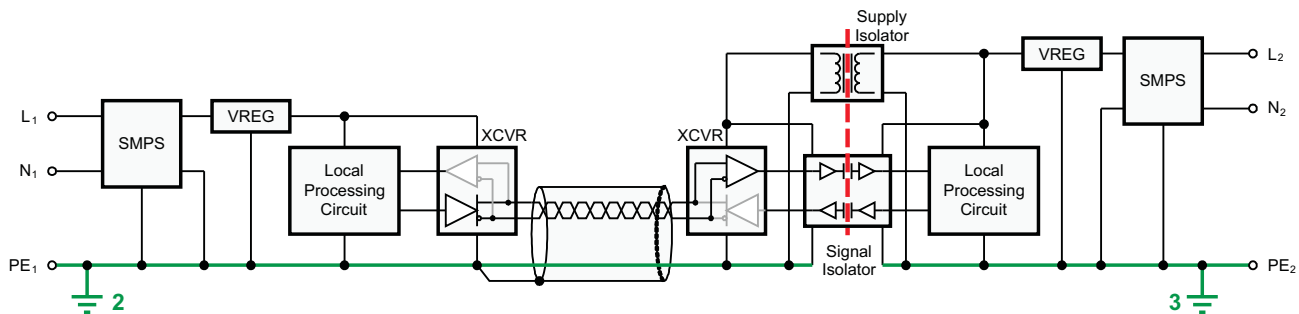 Supply
Isolator
L1
SMPS
VREG
XCVR
XCVR
VREG
SMPS
L2
N1
N2
Local
Processing
Circuit
Local
Processing
Circuit
PE1
Signal
Isolator
PE2
2
3